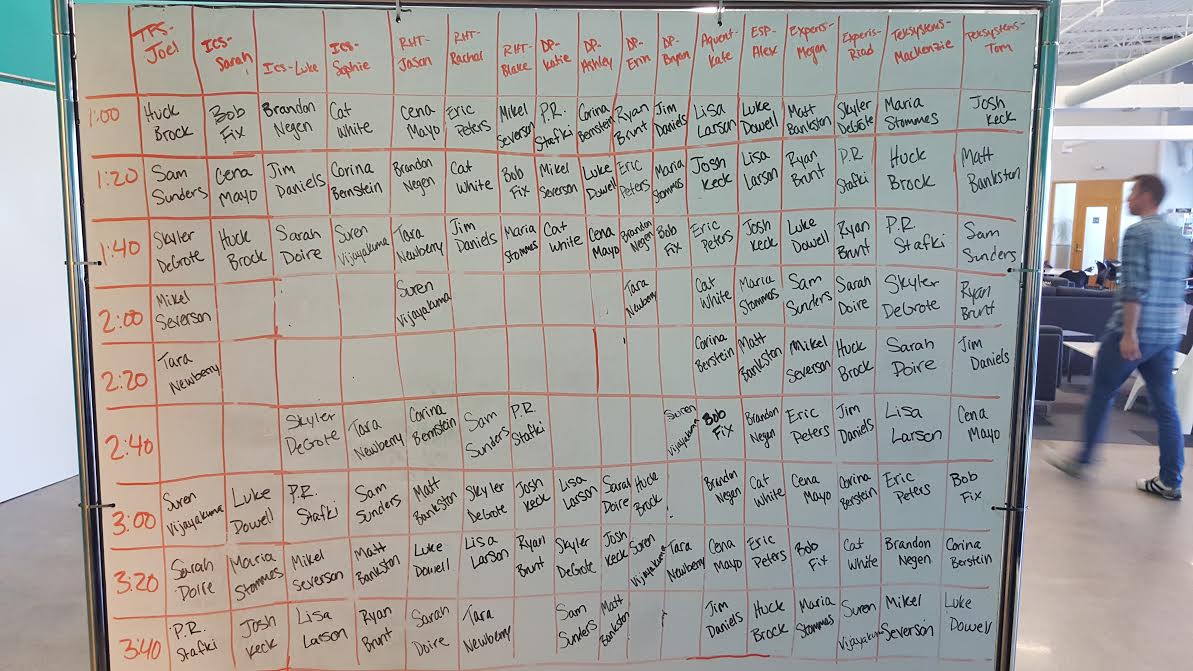 TFS-Joel ICS-Sarah ICS-Luke ICS-Sophie RHT-Jason RHT-Rachal RHT-Blake DP-Katie DP-Ashley DP-Erin DP-Bryan Aquent-Kate ESP-Alex Experis-Megan Experis-Riad Teksystems-Mackenzie Teksystems-Tom
1:00 Huck Brock Bob Fix Brandon Negen Cat White Cena Mayo Eric Peters Mikel Severson P.R. Stafki Corina Bernstein Ryan Brunt Jim Daniels Lisa Larson Luke Dowell Matt Bankston Skyler DeGrote Maria Stommes Josh Keck
1:20 Sam Sunders Cena Mayo Jim Daniels Corina Bernstein Brandon Negen Cat White Bob Fix Mikel Severson Luke Dowell Eric Peters Maria Stommes Josh Keck Lisa Larson Ryan Brunt P.R. Stafki Huck Brock Matt Bankston
1:40 Skyler DeGrote Huck Brock Sarah Doire Suren Vijayakuma Tara Newberry Jim Daniels Maria Stommes Cat White Cena Mayo Brandon Negen Bob Fix Eric Peters Josh Keck Luke Dowell Ryan Brunt P.R. Stafki Sam Sunders
2:00 Mikel Severson Suren Vijayakuma Tara Newberry Cat White Maria Stommes Sam Sunders Sarah Doire Skyler DeGrote Ryan Brunt
2:20 Tara Newberry Corina Berstein Matt Bankston Mikel Severson Huck Brock Sarah Doire Jim Daniels
2:40 Skyler DeGrote Tara Newberry Corina Bernstein Sam Sunders P.R. Stafki Suren Vijayakuma Bob Fix Brandon Negen Eric Peters Jim Daniels Lisa Larson Cena Mayo
3:00 Suren Vijayakuma Luke Dowell P.R. Stafki Sam Sunders Matt Bankston Skyler DeGrote Josh Keck Lisa Larson Sarah Doire Huck Brock Brandon Negen Cat White Cena Mayo Corina Berstein Eric Peters Bob Fix
3:20 Sarah Doire Maria Stommes Mikel Severson Matt Bankston Luke Dowell Lisa Larson Ryan Brunt Skyler DeGrote Josh Keck Suren Vijayakuma Tara Newberry Cena Mayo Eric Peters Bob Fix Cat White Brandon Negen Corina Berstein
3:40 P.R. Stafki Josh Keck Lisa Larson Ryan Brunt Sarah Doire Tara Newberry Sam Sunders Matt Bankston Jim Daniels Huck Brock Maria Stommes Suren Vijayakuma Mikel Severson Luke Dowell